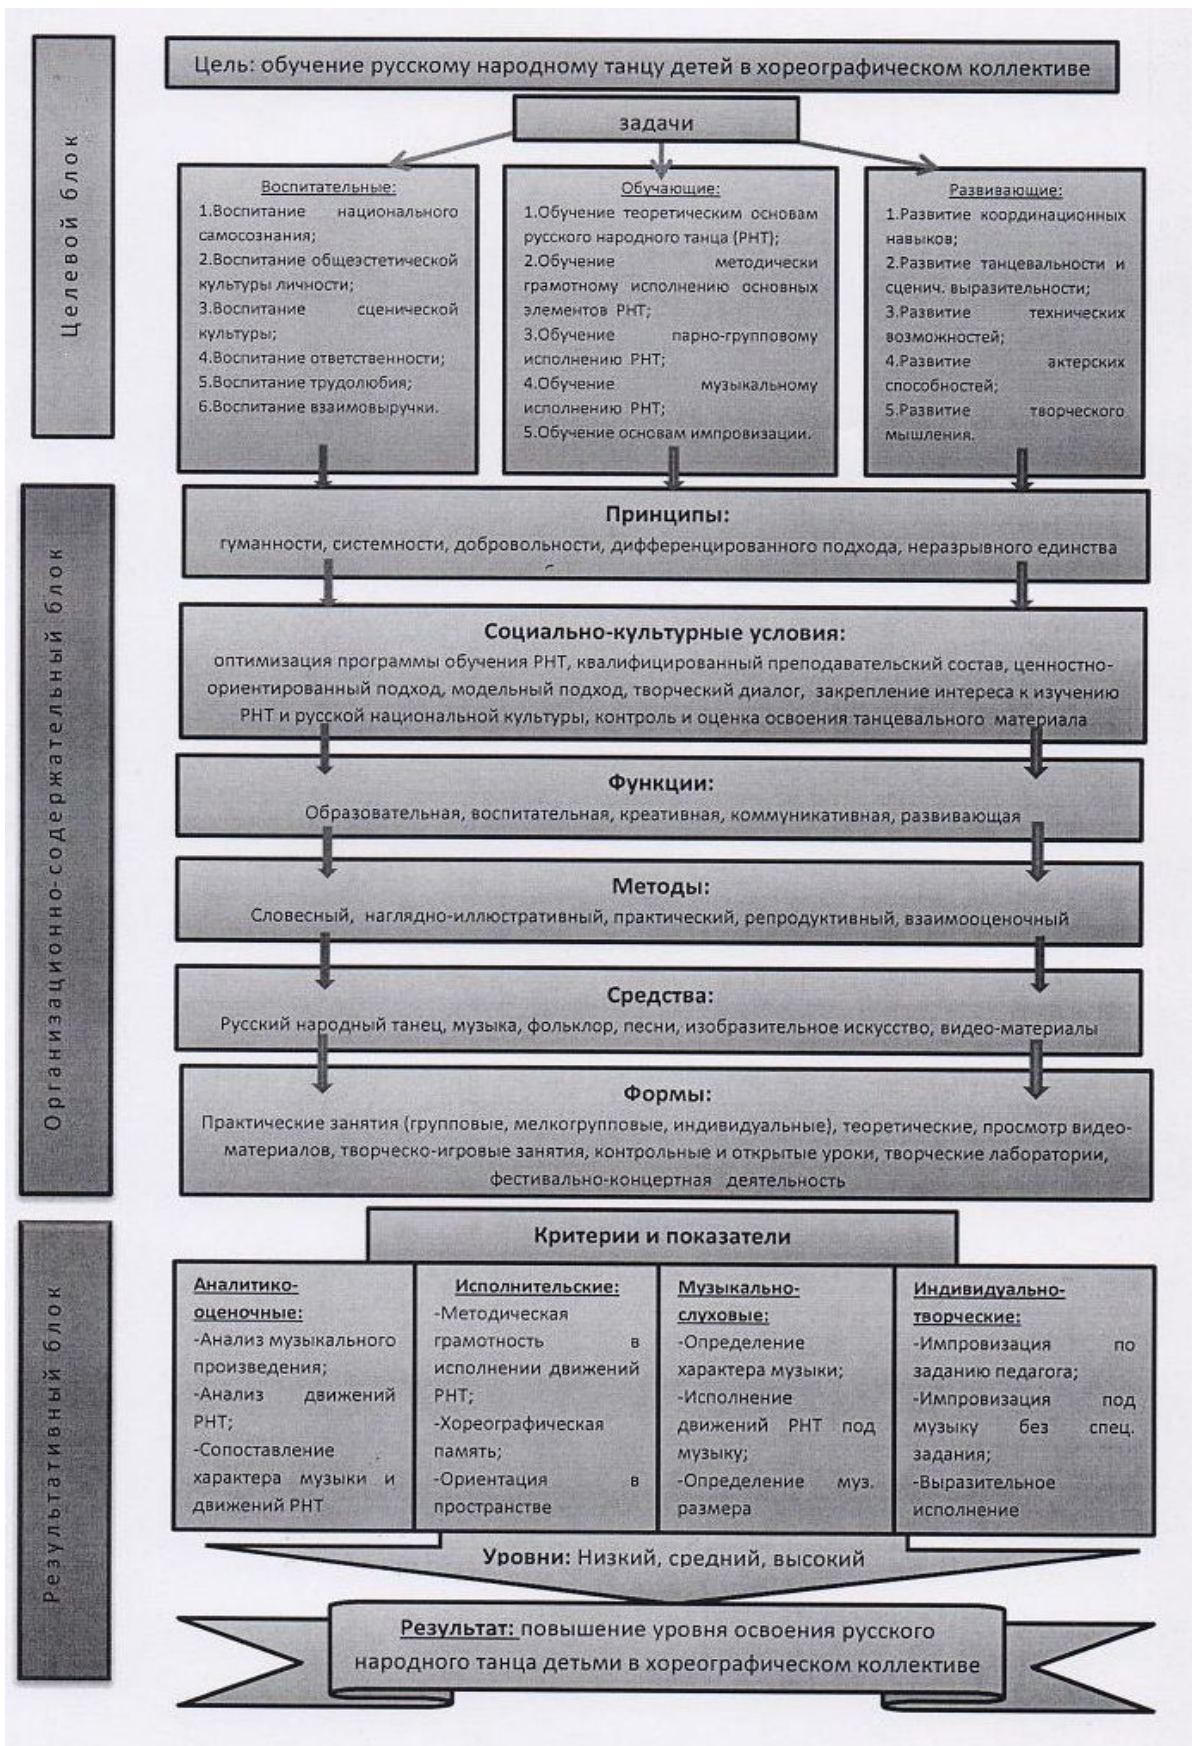 Целевой блок
Цель: обучение русскому народному танцу детей в хореографическом коллективе
задачи
Воспитательные:
1.Воспитание национального
самосознания;
2.Воспитание общеэстетической
культуры личности;
3.Воспитание сценической
культуры;
4.Воспитание ответственности;
5.Воспитание трудолюбия;
6.Воспитание взаимовыручки.
Обучающие:
1.Обучение теоретическим основам
русского народного танца (РНТ);
2.Обучение методически
грамотному исполнению основных
элементов РНТ;
3.Обучение парно-групповому
исполнению РНТ;
4.Обучение музыкальному
исполнению РНТ;
5.Обучение основам импровизации.
Развивающие:
1.Развитие координационных
навыков;
2.Развитие танцевальности и
сценич. выразительности;
3.Развитие технических
возможностей;
4.Развитие актерских
способностей;
5.Развитие творческого
мышления.
Организационно-содержательный блок
Принципы:
гуманности, системности, добровольности, дифференцированного подхода, неразрывного единства
Социально-культурные условия:
оптимизация программы обучения РНТ, квалифицированный преподавательский состав, ценностно-
ориентированный подход, модельный подход, творческий диалог, закрепление интереса к изучению
РНТ и русской национальной культуры, контроль и оценка освоения танцевального материала
Функции:
Образовательная, воспитательная, креативная, коммуникативная, развивающая
Методы:
Словесный, наглядно-иллюстративный, практический, репродуктивный, взаимооценочный
Средства:
Русский народный танец, музыка, фольклор, песни, изобразительное искусство, видео-материалы
Формы:
Практические занятия (групповые, мелкогрупповые, индивидуальные), теоретические, просмотр видео-
материалов, творческо-игровые занятия, контрольные и открытые уроки, творческие лаборатории,
фестивально-концертная деятельность
Результативный блок
Критерии и показатели
Аналитико-
оценочные:
-Анализ музыкального
произведения;
-Анализ движений
РНТ;
-Сопоставление
характера музыки и
движений РНТ
Исполнительские:
-Методическая
грамотность в
исполнении движений
РНТ;
-Хореографическая
память;
-Ориентация в
пространстве
Музыкально-
слуховые:
-Определение
характера музыки;
-Исполнение
движений РНТ под
музыку;
-Определение муз.
размера
Индивидуально-
творческие:
-Импровизация по
заданию педагога;
-Импровизация под
музыку без спец.
задания;
-Выразительное
исполнение
Уровни: Низкий, средний, высокий
Результат: повышение уровня освоения русского
народного танца детьми в хореографическом коллективе